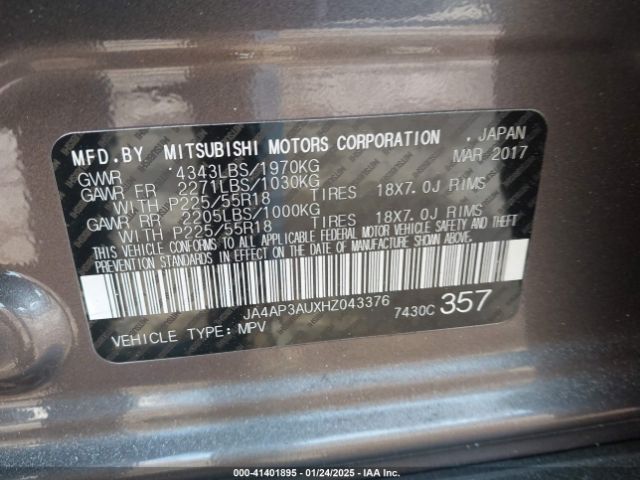 MFD.BY MITSUBISHI MOTORS CORPORATION . JAPAN
GVWR 4343LBS/1970KG MAR 2017
GAWR FR 2271LBS/1030KG
WITH P225/55R18 TIRES 18X7.0J RIMS
GAWR RR 2205LBS/1000KG
WITH P225/55R18 TIRES 18X7.0J RIMS
THIS VEHICLE CONFORMS TO ALL APPLICABLE FEDERAL MOTOR VEHICLE SAFETY AND THEFT
PREVENTION STANDARDS IN EFFECT ON THE DATE OF MANUFACTURE SHOWN ABOVE.
JA4AP3AUXHZ043376 7430C 357
VEHICLE TYPE: MPV
000-41401895 - 01/24/2025 - IAA Inc.